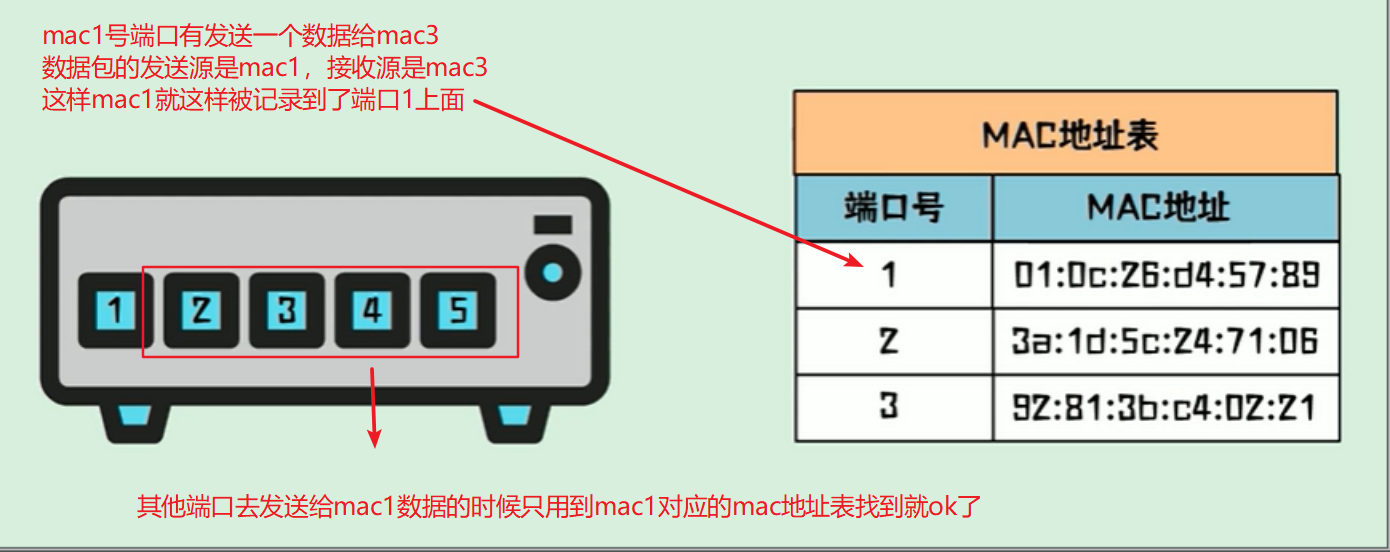 mac1号端口有发送一个数据给mac3
数据包的发送源是mac1，接收源是mac3
这样mac1就这样被记录到了端口1上面
MAC地址表
端口号 MAC地址
1 01:0c:26:d4:57:89
2 3a:1d:5c:24:71:06
3 92:81:3b:c4:02:21
1 2 3 4 5
其他端口去发送给mac1数据的时候只用到mac1对应的mac地址表找到就ok了